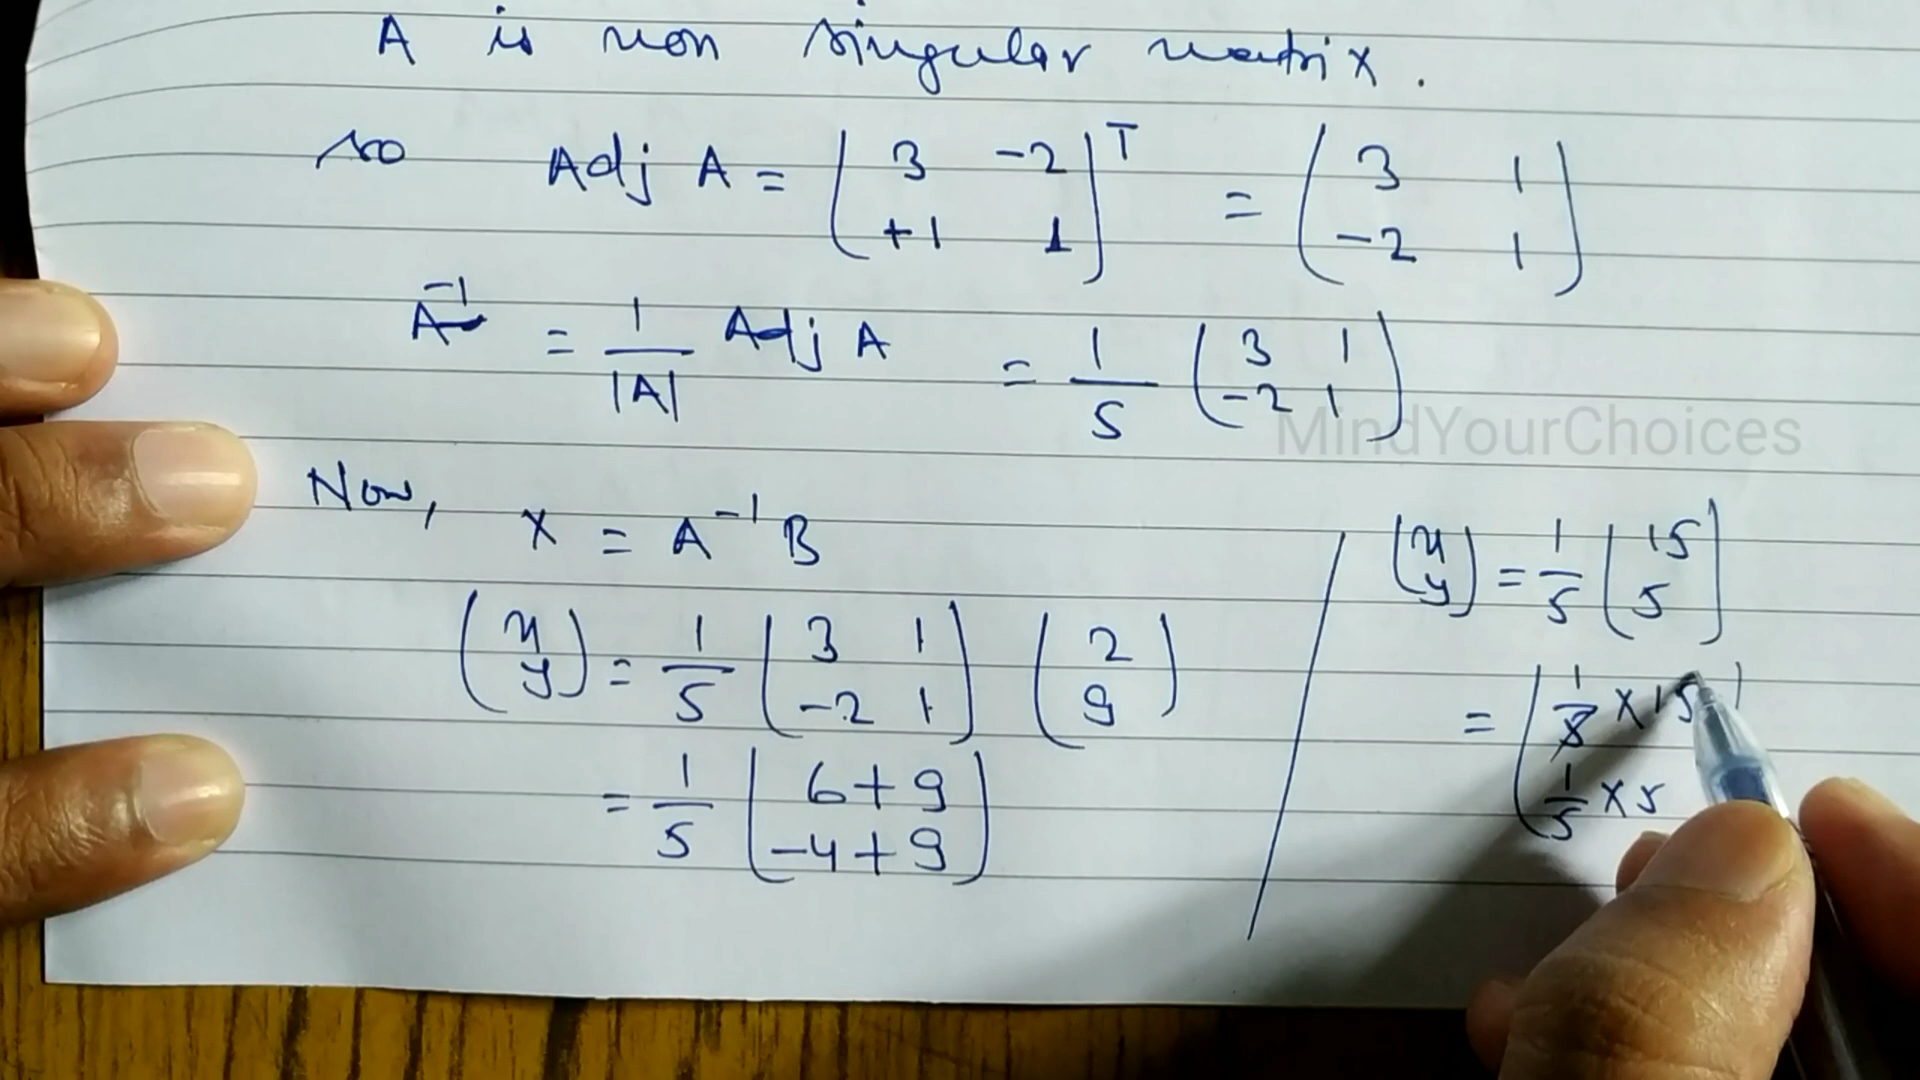 A is non singular matrix.
so Adj A = (3 -2 +1 1)^T = (3 1 -2 1)
A^-1 = 1/|A| Adj A = 1/5 (3 1 -2 1)
MindYourChoices
Now, X = A^-1 B
(x y) = 1/5 (3 1 -2 1) (2 9)
= 1/5 (6+9 -4+9)
(x y) = 1/5 (15 5)
= (1/5 × 15 1/5 × 5